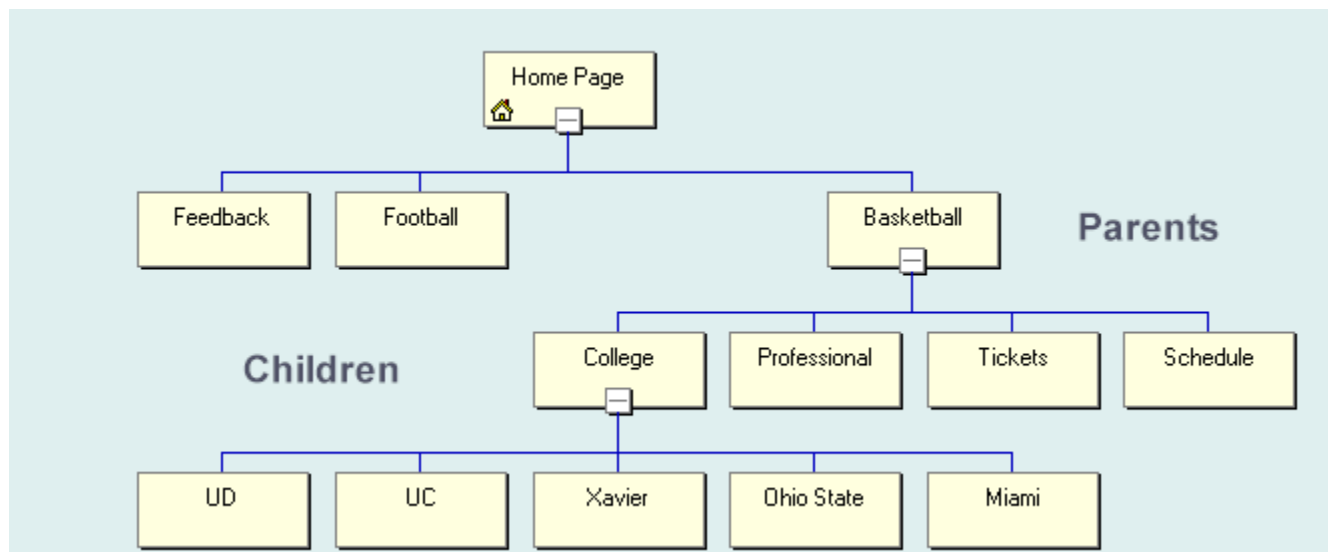 Home Page
Feedback
Football
Basketball
Parents
Children
College
Professional
Tickets
Schedule
UD
UC
Xavier
Ohio State
Miami